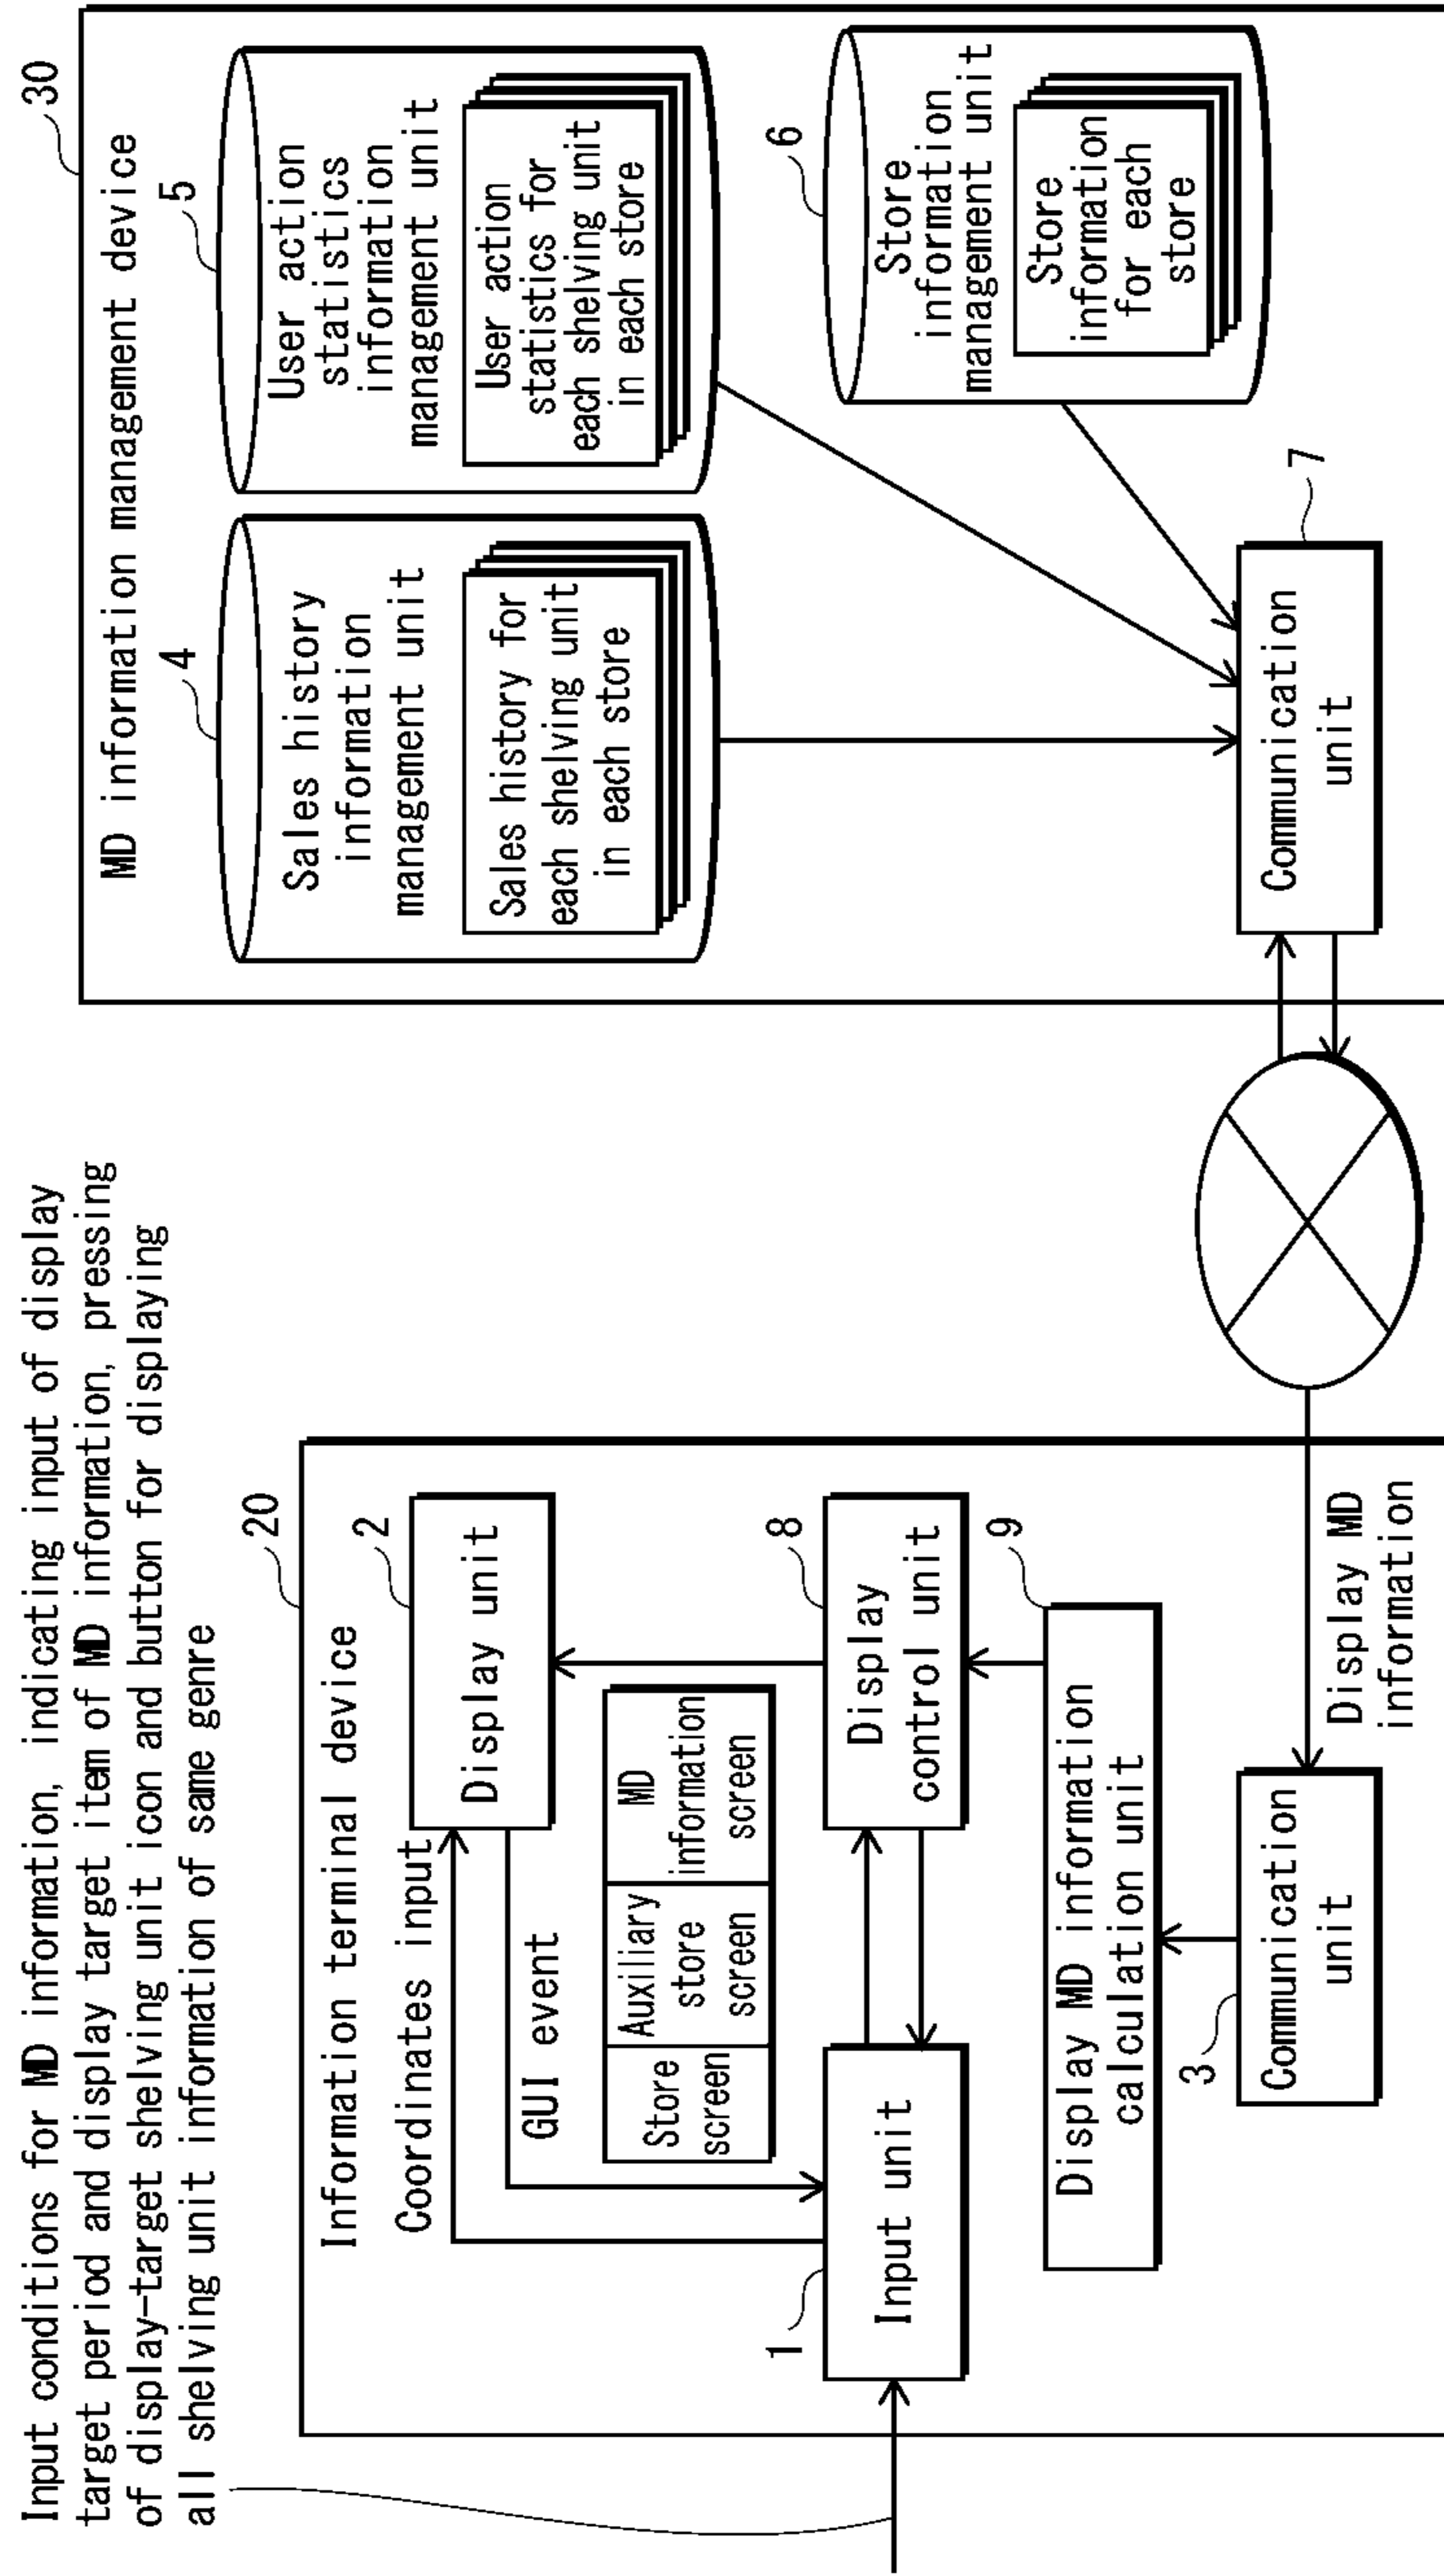 Input conditions for MD information, indicating input of display
target period and display target item of MD information, pressing
of display-target shelving unit icon and button for displaying
all shelving unit information of same genre
20
Information terminal device
Coordinates input
2
Display unit
GUI event
Store
screen
Auxiliary
store
screen
MD
information
screen
1
Input unit
8
Display
control unit
9
Display MD information
calculation unit
3
Communication
unit
Display MD
information
30
MD information management device
4
Sales history
information
management unit
Sales history for
each shelving unit
in each store
5
User action
statistics
information
management unit
User action
statistics for
each shelving unit
in each store
6
Store
information
management unit
Store
information
for each
store
7
Communication
unit